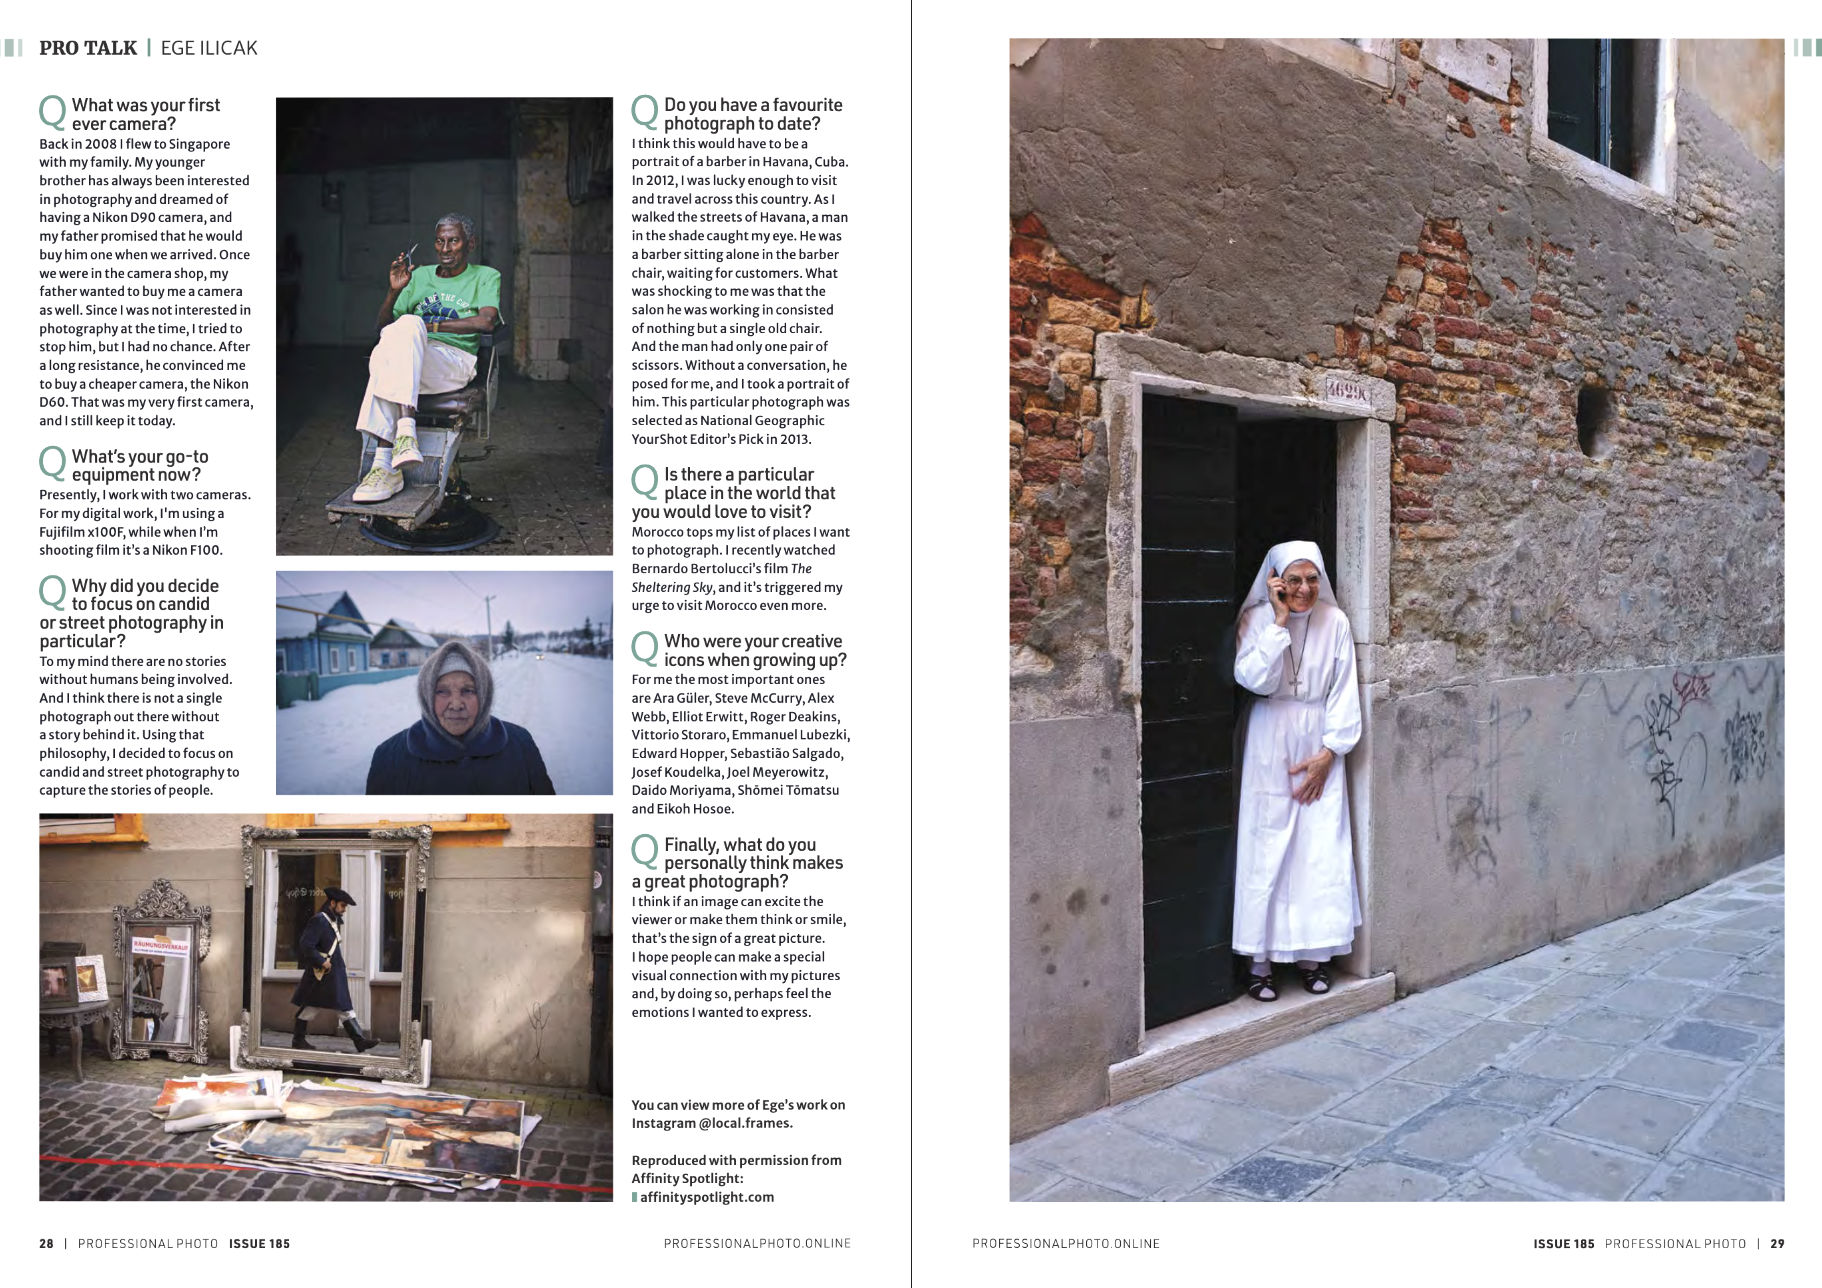 PRO TALK | EGE ILICAK
Q What was your first
ever camera?
Back in 2008 I flew to Singapore
with my family. My younger
brother has always been interested
in photography and dreamed of
having a Nikon D90 camera, and
my father promised that he would
buy him one when we arrived. Once
we were in the camera shop, my
father wanted to buy me a camera
as well. Since I was not interested in
photography at the time, I tried to
stop him, but I had no chance. After
a long resistance, he convinced me
to buy a cheaper camera, the Nikon
D60. That was my very first camera,
and I still keep it today.
Q What’s your go-to
equipment now?
Presently, I work with two cameras.
For my digital work, I'm using a
Fujifilm x100F, while when I’m
shooting film it’s a Nikon F100.
Q Why did you decide
to focus on candid
or street photography in
particular?
To my mind there are no stories
without humans being involved.
And I think there is not a single
photograph out there without
a story behind it. Using that
philosophy, I decided to focus on
candid and street photography to
capture the stories of people.
OF THE
RÄUMUNGSVERKAUF
Q Do you have a favourite
photograph to date?
I think this would have to be a
portrait of a barber in Havana, Cuba.
In 2012, I was lucky enough to visit
and travel across this country. As I
walked the streets of Havana, a man
in the shade caught my eye. He was
a barber sitting alone in the barber
chair, waiting for customers. What
was shocking to me was that the
salon he was working in consisted
of nothing but a single old chair.
And the man had only one pair of
scissors. Without a conversation, he
posed for me, and I took a portrait of
him. This particular photograph was
selected as National Geographic
YourShot Editor’s Pick in 2013.
Q Is there a particular
place in the world that
you would love to visit?
Morocco tops my list of places I want
to photograph. I recently watched
Bernardo Bertolucci’s film The
Sheltering Sky, and it’s triggered my
urge to visit Morocco even more.
Q Who were your creative
icons when growing up?
For me the most important ones
are Ara Güler, Steve McCurry, Alex
Webb, Elliot Erwitt, Roger Deakins,
Vittorio Storaro, Emmanuel Lubezki,
Edward Hopper, Sebastião Salgado,
Josef Koudelka, Joel Meyerowitz,
Daido Moriyama, Shōmei Tōmatsu
and Eikoh Hosoe.
Q Finally, what do you
personally think makes
a great photograph?
I think if an image can excite the
viewer or make them think or smile,
that’s the sign of a great picture.
I hope people can make a special
visual connection with my pictures
and, by doing so, perhaps feel the
emotions I wanted to express.
You can view more of Ege’s work on
Instagram @local.frames.
Reproduced with permission from
Affinity Spotlight:
affinityspotlight.com
28 | PROFESSIONAL PHOTO ISSUE 185
PROFESSIONALPHOTO.ONLINE
PROFESSIONALPHOTO.ONLINE
ISSUE 185 PROFESSIONAL PHOTO | 29